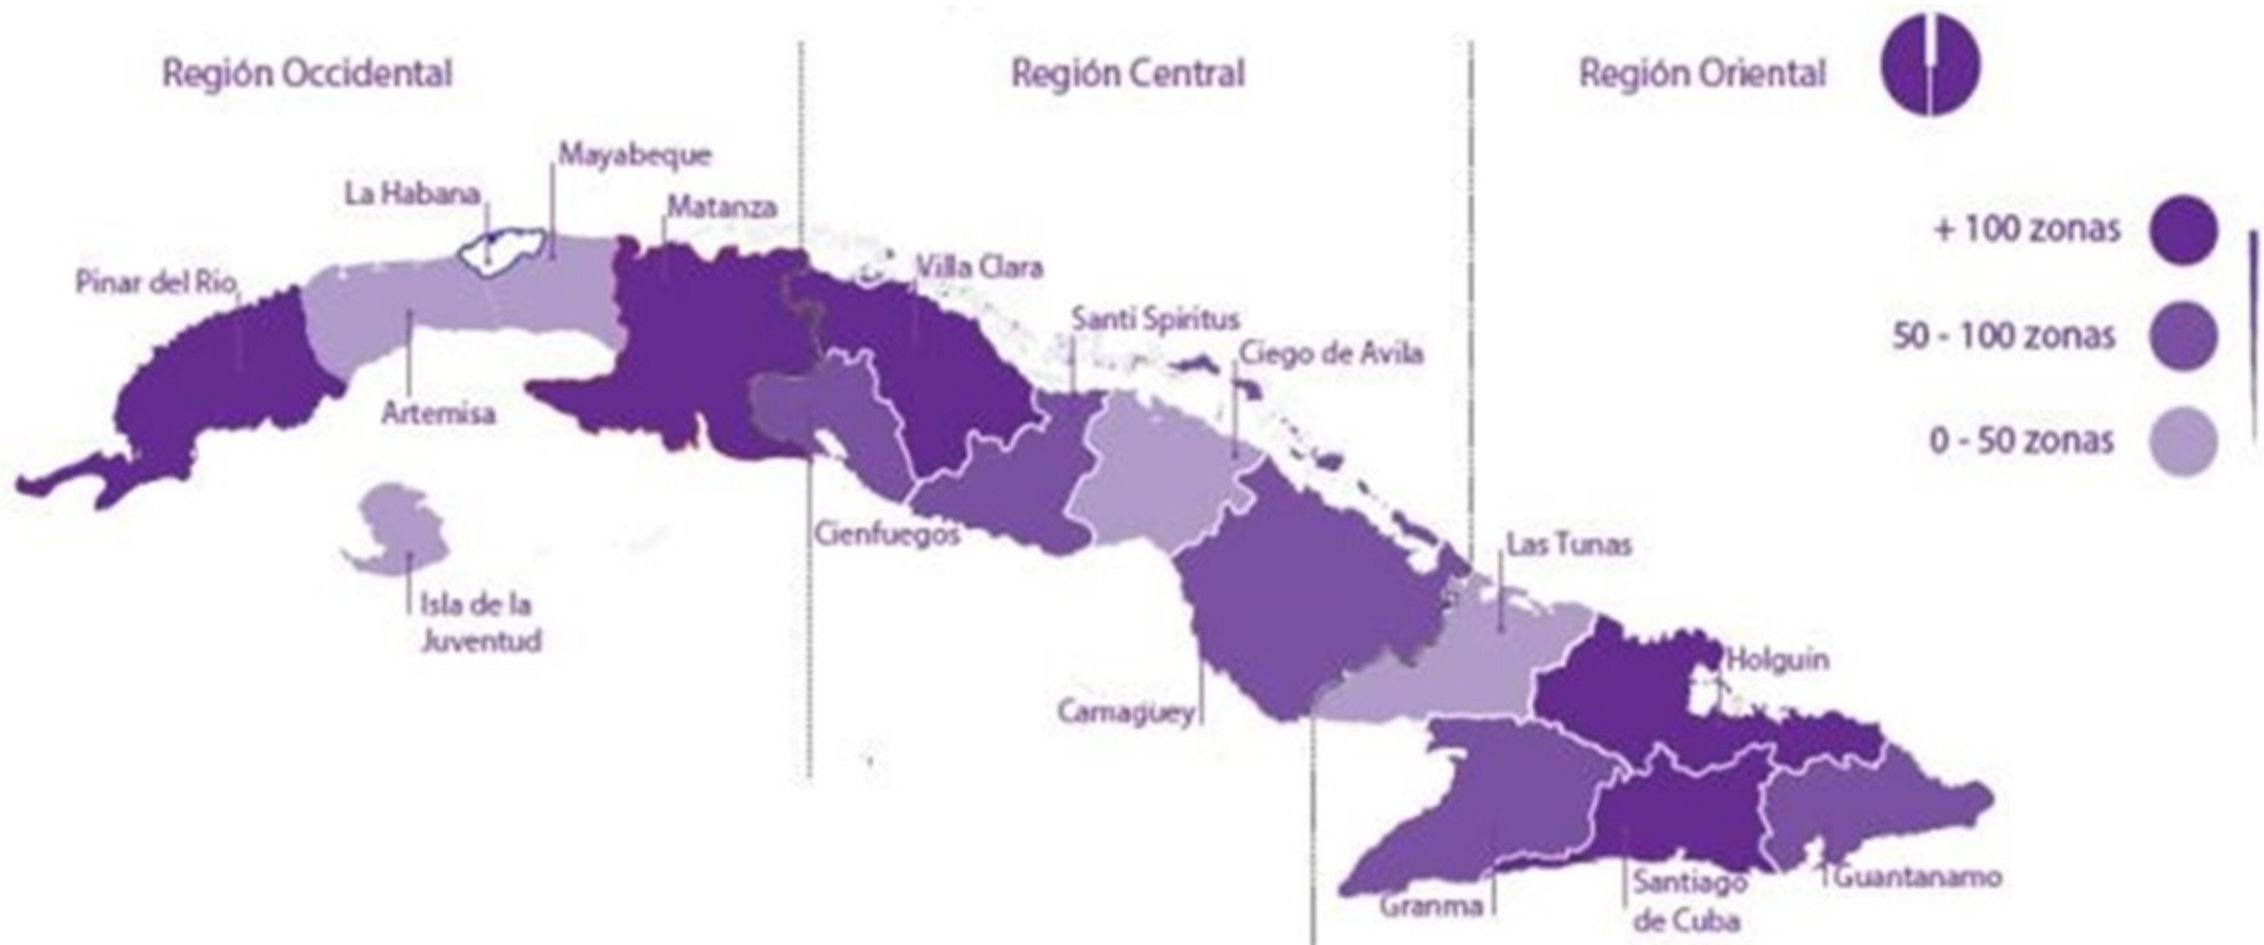 Región Occidental
Región Central
Región Oriental
Mayabeque
La Habana
Matanza
Pinar del Rio
Villa Clara
Santi Spiritus
Ciego de Avila
+ 100 zonas
50 - 100 zonas
0 - 50 zonas
Artemisa
Cienfuegos
Las Tunas
Isla de la
Juventud
Holguin
Camagüey
Granma
Santiago
de Cuba
Guantanamo